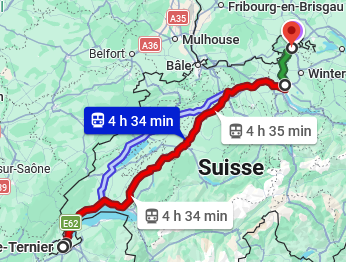 Fribourg-en-Brisgau
A35
A36
Mulhouse
Belfort
Bâle
Winter
4 h 34 min
4 h 35 min
sur-Saône
Suisse
39
4 h 34 min
E62
e-Ternier